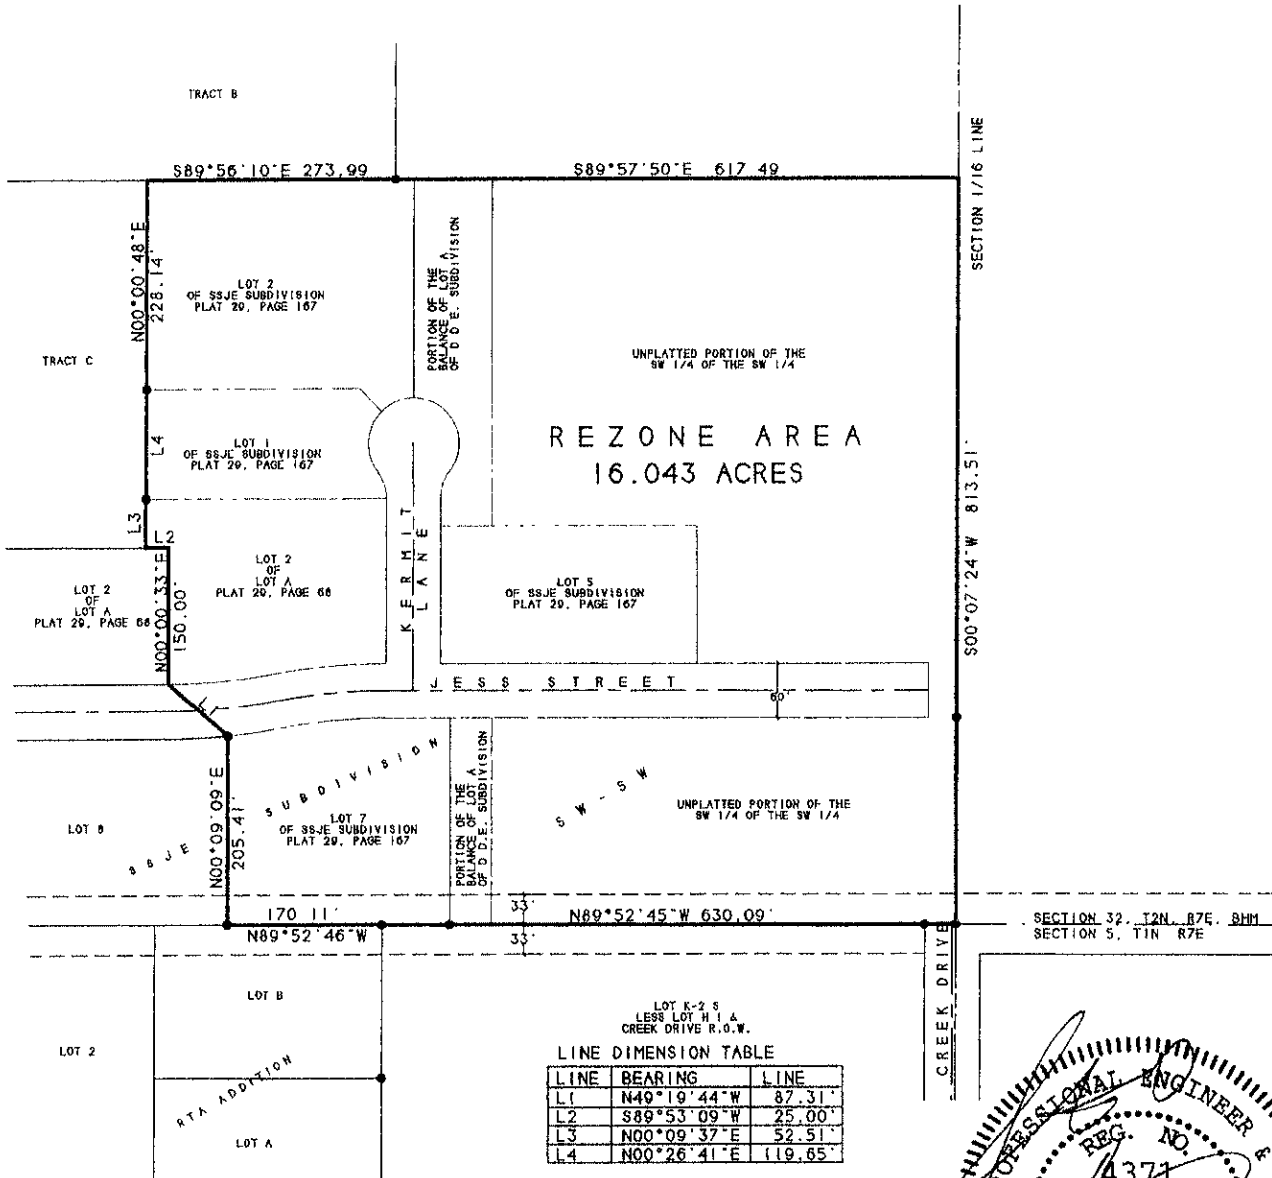 TRACT B
S89°56'10"E 273,99
S89°57'50"E 617.49
SECTION 1/16 LINE
N00°00'48"E
228.14'
LOT 2
OF SSJE SUBDIVISION
PLAT 29, PAGE 167
PORTION OF THE
BALANCE OF LOT A
OF D D E. SUBDIVISION
TRACT C
UNPLATTED PORTION OF THE
SW 1/4 OF THE SW 1/4
REZONE AREA
16.043 ACRES
L4
LOT 1
OF SSJE SUBDIVISION
PLAT 29, PAGE 167
S00°07'24"W 813.51'
L3
L2
KERMIT
LANE
LOT 2
OF
LOT A
PLAT 29, PAGE 68
LOT 2
OF
LOT A
PLAT 29, PAGE 68
N00°00'33"E
150.00'
LOT 5
OF SSJE SUBDIVISION
PLAT 29, PAGE 167
JESS STREET
60'
L1
N00°09'09"E
205.41'
LOT 8
SSJE SUBDIVISION
LOT 7
OF SSJE SUBDIVISION
PLAT 29, PAGE 167
PORTION OF THE
BALANCE OF LOT A
OF D D.E. SUBDIVISION
SW-SW
UNPLATTED PORTION OF THE
SW 1/4 OF THE SW 1/4
170 11'
N89°52'46"W
33'
33'
N89°52'45"W 630,09'
SECTION 32, T2N, R7E, BHM
SECTION 5, T1N R7E
CREEK DRIVE
LOT B
LOT 2
RTA ADDITION
LOT A
LOT K-2 S
LESS LOT H 1 &
CREEK DRIVE R.O.W.
LINE DIMENSION TABLE
LINE BEARING LINE
L1 N49°19'44"W 87.31'
L2 S89°53'09"W 25,00'
L3 N00°09'37"E 52.51'
L4 N00°26'41"E 119,65'
PROFESSIONAL ENGINEER &
REG. NO.
4371